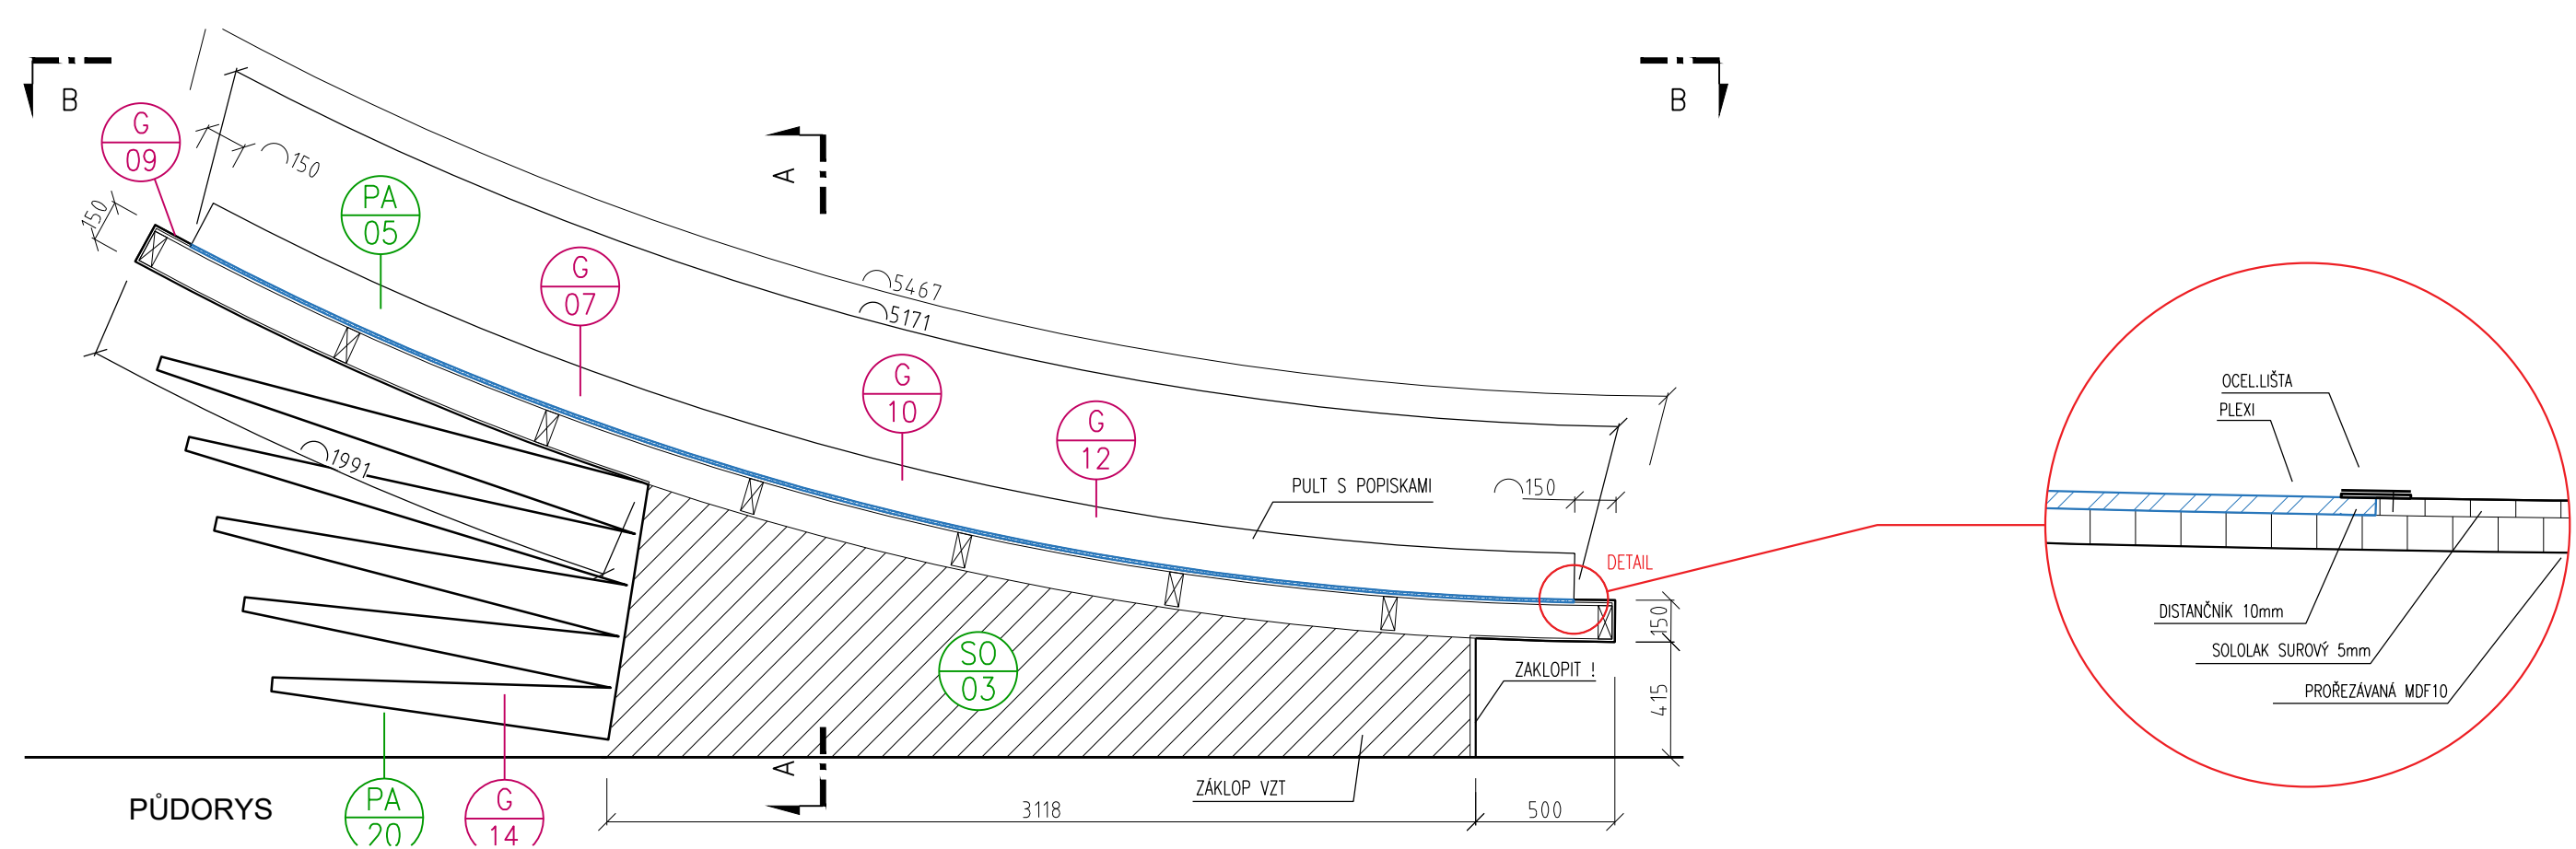 B
B
G
09
150
150
A
PA
05
G
07
5467
5171
G
10
G
12
1991
PULT S POPISKAMI
150
DETAIL
OCEL.LIŠTA
PLEXI
DISTANČNÍK 10mm
SOLOLAK SUROVÝ 5mm
PROŘEZÁVANÁ MDF10
150
SO
03
ZAKLOPIT !
415
A
ZÁKLOP VZT
PŮDORYS
PA
20
G
14
3118
500